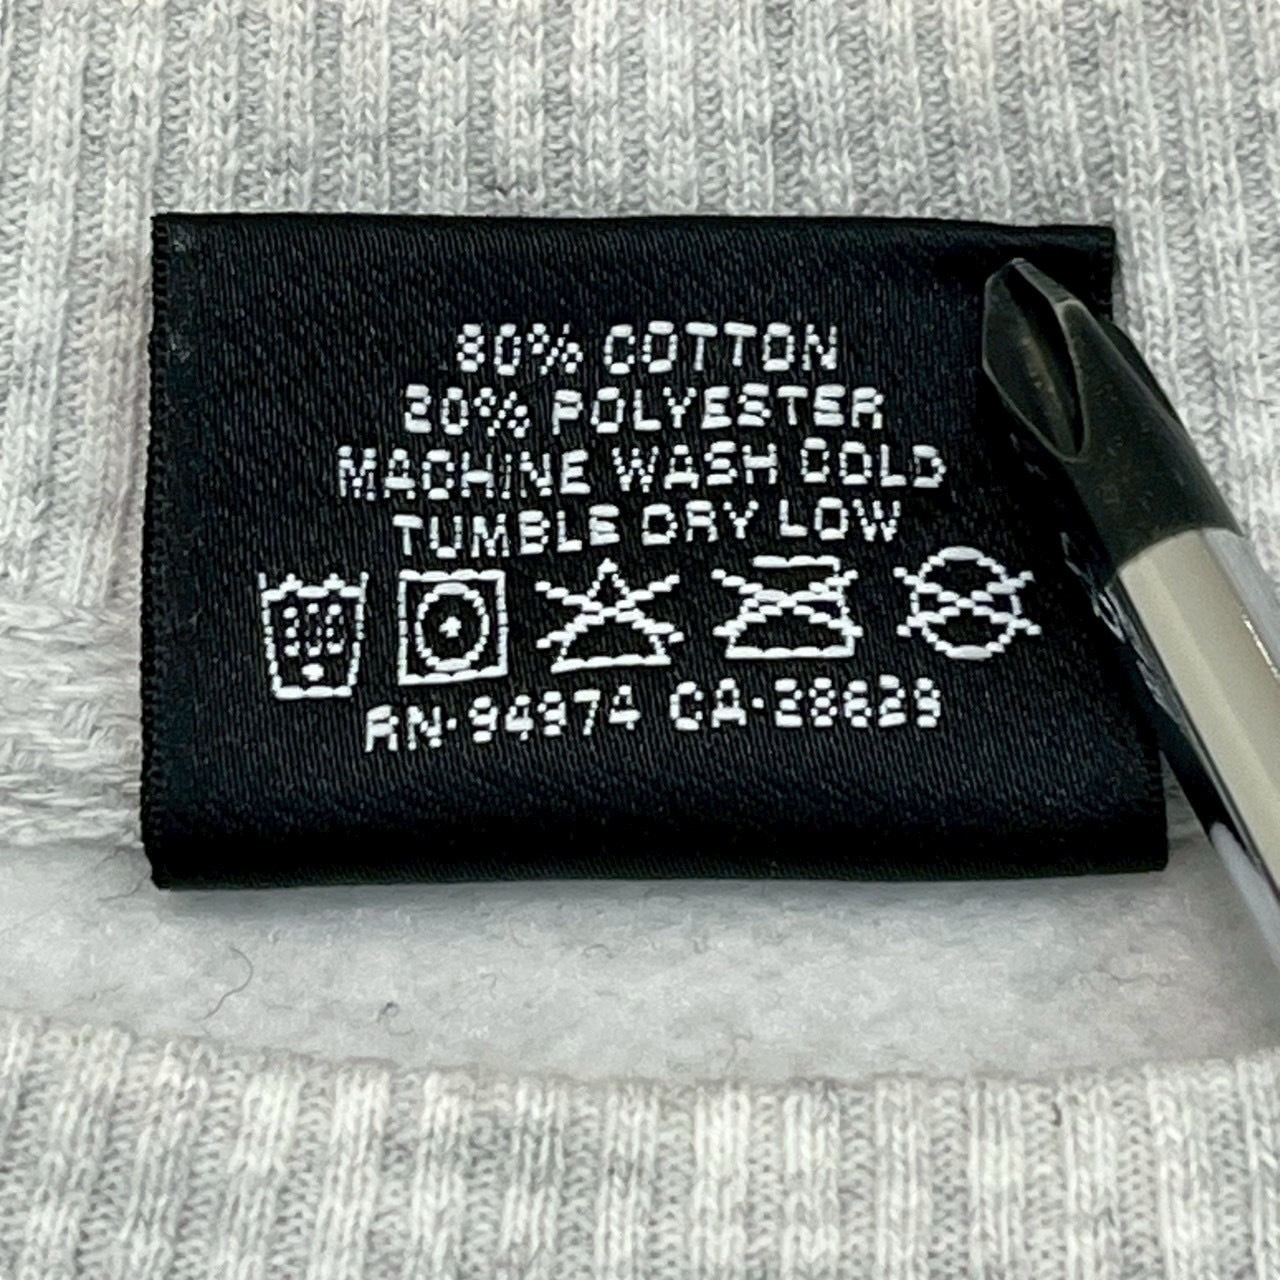 80% COTTON
20% POLYESTER
MACHINE WASH COLD
TUMBLE DRY LOW
RN-94974 CA-28629